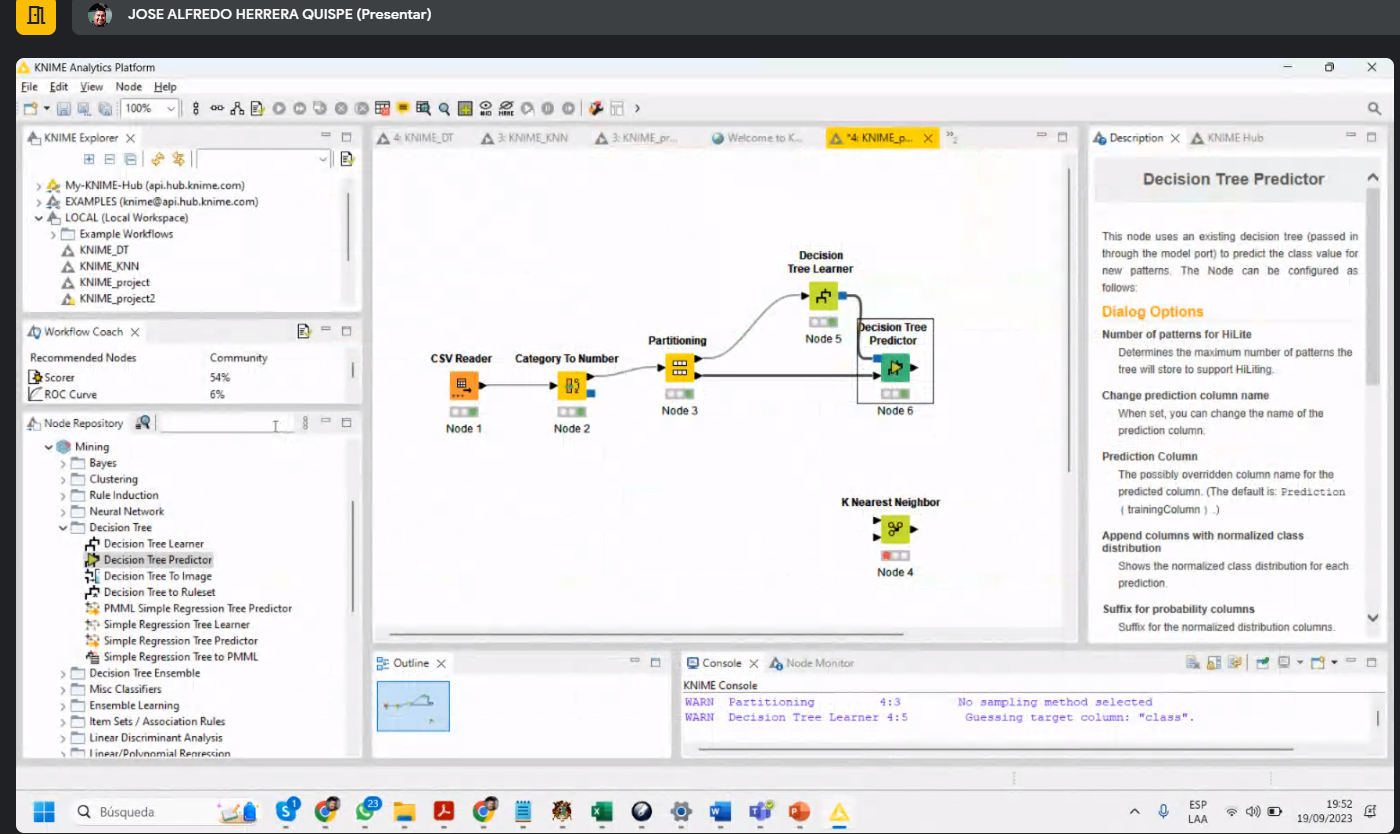 JOSE ALFREDO HERRERA QUISPE (Presentar)
KNIME Analytics Platform
File Edit View Node Help
100%
KNIME Explorer
My-KNIME-Hub (api.hub.knime.com)
EXAMPLES (knime@api.hub.knime.com)
LOCAL (Local Workspace)
Example Workflows
KNIME_DT
KNIME_KNN
KNIME_project
KNIME_project2
Workflow Coach
Recommended Nodes Community
Scorer 54%
ROC Curve 6%
Node Repository
Mining
Bayes
Clustering
Rule Induction
Neural Network
Decision Tree
Decision Tree Learner
Decision Tree Predictor
Decision Tree To Image
Decision Tree to Ruleset
PMML Simple Regression Tree Predictor
Simple Regression Tree Learner
Simple Regression Tree Predictor
Simple Regression Tree to PMML
Decision Tree Ensemble
Misc Classifiers
Ensemble Learning
Item Sets / Association Rules
Linear Discriminant Analysis
Linear/Polynomial Regression
4: KNIME_DT
3: KNIME_KNN
3: KNIME_pr...
Welcome to K...
*4: KNIME_p...
»2
Decision
Tree Learner
Node 5
Decision Tree
Predictor
Node 6
Partitioning
Node 3
CSV Reader
Node 1
Category To Number
Node 2
K Nearest Neighbor
Node 4
Outline
Console
Node Monitor
KNIME Console
WARN Partitioning 4:3 No sampling method selected
WARN Decision Tree Learner 4:5 Guessing target column: "class".
Description
KNIME Hub
Decision Tree Predictor
This node uses an existing decision tree (passed in
through the model port) to predict the class value for
new patterns. The Node can be configured as
follows:
Dialog Options
Number of patterns for HiLite
Determines the maximum number of patterns the
tree will store to support HiLiting.
Change prediction column name
When set, you can change the name of the
prediction column.
Prediction Column
The possibly overridden column name for the
predicted column. (The default is: Prediction
(trainingColumn).)
Append columns with normalized class
distribution
Shows the normalized class distribution for each
prediction.
Suffix for probability columns
Suffix for the normalized distribution columns.
Búsqueda
1
23
ESP
LAA
19:52
19/09/2023